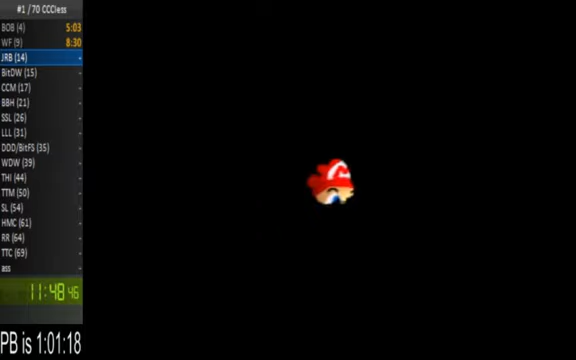 #1 / 70 CCCless
BOB (4) 5:03
WF (9) 8:30
JRB (14) -
BitDW (15) -
CCM (17) -
BBH (21) -
SSL (26) -
LLL (31) -
DDD/BitFS (35) -
WDW (39) -
THI (44) -
TTM (50) -
SL (54) -
HMC (61) -
RR (64) -
TTC (69) -
ass -
11:48 46
PB is 1:01:18